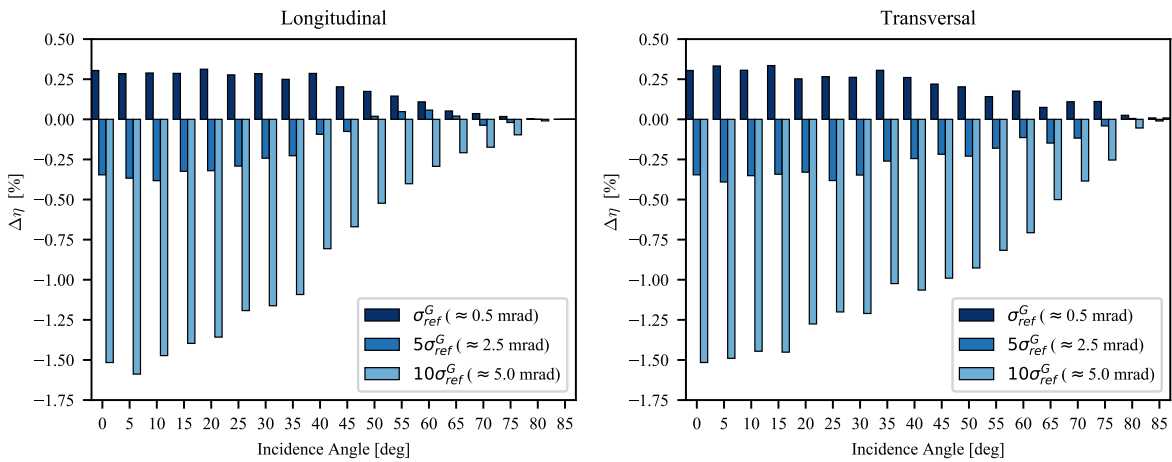 Longitudinal
0.50
0.25
0.00
−0.25
−0.50
−0.75
−1.00
−1.25
−1.50
−1.75
Δη [%]
0 5 10 15 20 25 30 35 40 45 50 55 60 65 70 75 80 85
Incidence Angle [deg]
σ^G_ref (≈0.5 mrad)
5σ^G_ref (≈2.5 mrad)
10σ^G_ref (≈5.0 mrad)
Transversal
0.50
0.25
0.00
−0.25
−0.50
−0.75
−1.00
−1.25
−1.50
−1.75
Δη [%]
0 5 10 15 20 25 30 35 40 45 50 55 60 65 70 75 80 85
Incidence Angle [deg]
σ^G_ref (≈0.5 mrad)
5σ^G_ref (≈2.5 mrad)
10σ^G_ref (≈5.0 mrad)